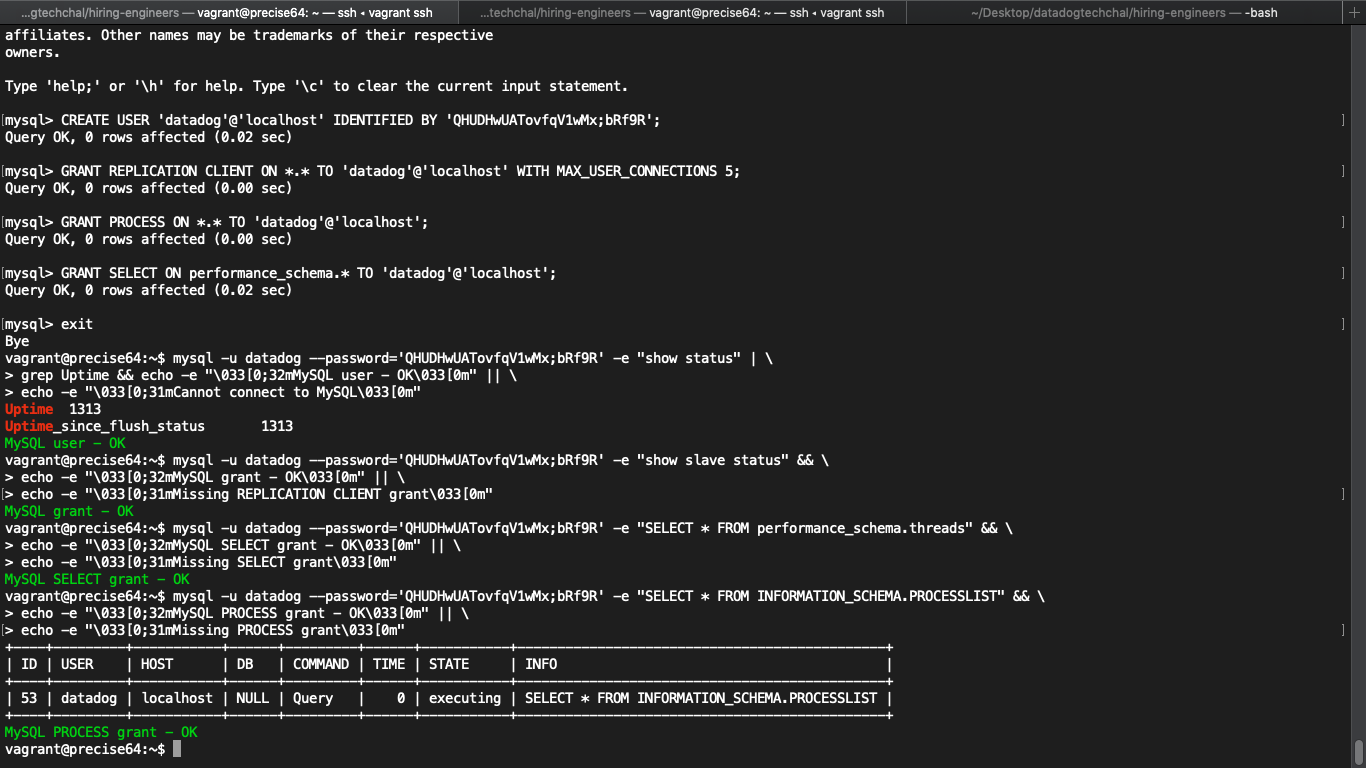 ...gtechchal/hiring-engineers — vagrant@precise64: ~ — ssh ◂ vagrant ssh
...techchal/hiring-engineers — vagrant@precise64: ~ — ssh ◂ vagrant ssh
~/Desktop/datadogtechchal/hiring-engineers — -bash
affiliates. Other names may be trademarks of their respective
owners.
Type 'help;' or '\h' for help. Type '\c' to clear the current input statement.
[mysql> CREATE USER 'datadog'@'localhost' IDENTIFIED BY 'QHUDHwUATovfqV1wMx;bRf9R'; ]
Query OK, 0 rows affected (0.02 sec)
[mysql> GRANT REPLICATION CLIENT ON *.* TO 'datadog'@'localhost' WITH MAX_USER_CONNECTIONS 5; ]
Query OK, 0 rows affected (0.00 sec)
[mysql> GRANT PROCESS ON *.* TO 'datadog'@'localhost'; ]
Query OK, 0 rows affected (0.00 sec)
[mysql> GRANT SELECT ON performance_schema.* TO 'datadog'@'localhost'; ]
Query OK, 0 rows affected (0.02 sec)
[mysql> exit ]
Bye
vagrant@precise64:~$ mysql -u datadog --password='QHUDHwUATovfqV1wMx;bRf9R' -e "show status" | \
> grep Uptime && echo -e "\033[0;32mMySQL user - OK\033[0m" || \
> echo -e "\033[0;31mCannot connect to MySQL\033[0m"
Uptime 1313
Uptime_since_flush_status 1313
MySQL user - OK
vagrant@precise64:~$ mysql -u datadog --password='QHUDHwUATovfqV1wMx;bRf9R' -e "show slave status" && \
> echo -e "\033[0;32mMySQL grant - OK\033[0m" || \
[> echo -e "\033[0;31mMissing REPLICATION CLIENT grant\033[0m" ]
MySQL grant - OK
vagrant@precise64:~$ mysql -u datadog --password='QHUDHwUATovfqV1wMx;bRf9R' -e "SELECT * FROM performance_schema.threads" && \
> echo -e "\033[0;32mMySQL SELECT grant - OK\033[0m" || \
> echo -e "\033[0;31mMissing SELECT grant\033[0m"
MySQL SELECT grant - OK
vagrant@precise64:~$ mysql -u datadog --password='QHUDHwUATovfqV1wMx;bRf9R' -e "SELECT * FROM INFORMATION_SCHEMA.PROCESSLIST" && \
> echo -e "\033[0;32mMySQL PROCESS grant - OK\033[0m" || \
[> echo -e "\033[0;31mMissing PROCESS grant\033[0m" ]
+----+---------+-----------+------+---------+------+-----------+----------------------------------------------+
| ID | USER | HOST | DB | COMMAND | TIME | STATE | INFO |
+----+---------+-----------+------+---------+------+-----------+----------------------------------------------+
| 53 | datadog | localhost | NULL | Query | 0 | executing | SELECT * FROM INFORMATION_SCHEMA.PROCESSLIST |
+----+---------+-----------+------+---------+------+-----------+----------------------------------------------+
MySQL PROCESS grant - OK
vagrant@precise64:~$